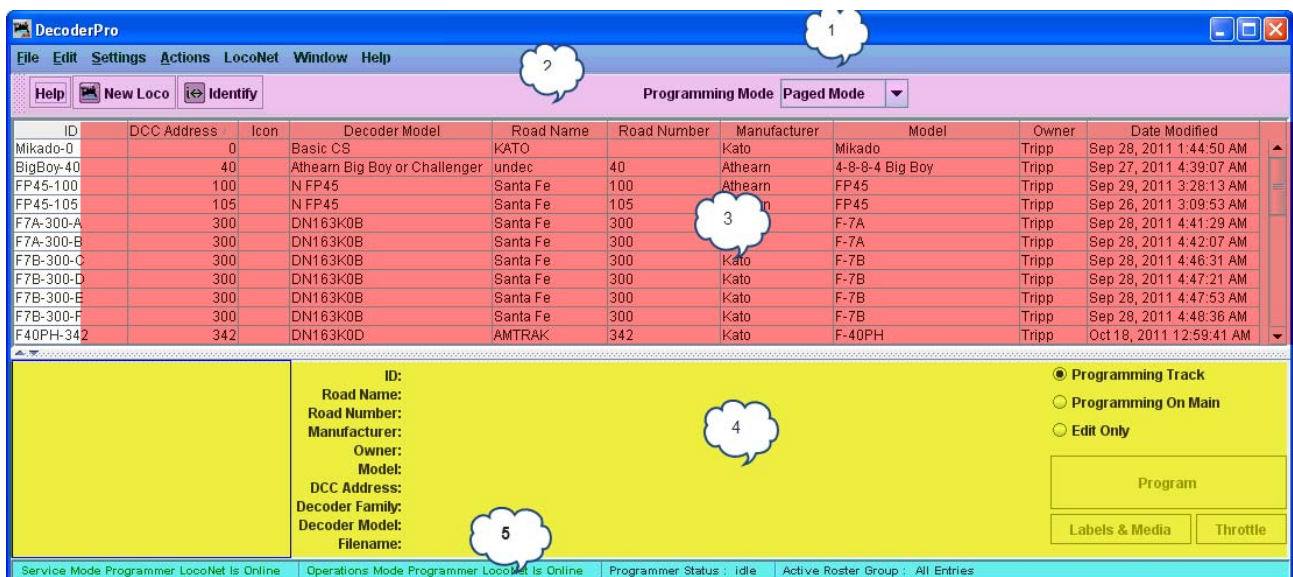 DecoderPro
1
File Edit Settings Actions LocoNet Window Help
2
Help New Loco Identify Programming Mode Paged Mode
ID DCC Address Icon Decoder Model Road Name Road Number Manufacturer Model Owner Date Modified
Mikado-0 0 Basic CS KATO Kato Mikado Tripp Sep 28, 2011 1:44:50 AM
BigBoy-40 40 Athearn Big Boy or Challenger undec 40 Athearn 4-8-8-4 Big Boy Tripp Sep 27, 2011 4:39:07 AM
FP45-100 100 N FP45 Santa Fe 100 Athearn FP45 Tripp Sep 29, 2011 3:28:13 AM
FP45-105 105 N FP45 Santa Fe 105 FP45 Tripp Sep 26, 2011 3:09:53 AM
F7A-300-A 300 DN163K0B Santa Fe 300 3 F-7A Tripp Sep 28, 2011 4:41:29 AM
F7A-300-B 300 DN163K0B Santa Fe 300 F-7A Tripp Sep 28, 2011 4:42:07 AM
F7B-300-C 300 DN163K0B Santa Fe 300 Kato F-7B Tripp Sep 28, 2011 4:46:31 AM
F7B-300-D 300 DN163K0B Santa Fe 300 Kato F-7B Tripp Sep 28, 2011 4:47:21 AM
F7B-300-E 300 DN163K0B Santa Fe 300 Kato F-7B Tripp Sep 28, 2011 4:47:53 AM
F7B-300-F 300 DN163K0B Santa Fe 300 Kato F-7B Tripp Sep 28, 2011 4:48:36 AM
F40PH-342 342 DN163K0D AMTRAK 342 Kato F-40PH Tripp Oct 18, 2011 12:59:41 AM
ID:
Road Name:
Road Number:
Manufacturer:
Owner:
Model:
DCC Address:
Decoder Family:
Decoder Model:
Filename:
4
Programming Track
Programming On Main
Edit Only
Program
Labels & Media Throttle
5
Service Mode Programmer LocoNet Is Online Operations Mode Programmer LocoNet Is Online Programmer Status : idle Active Roster Group : All Entries